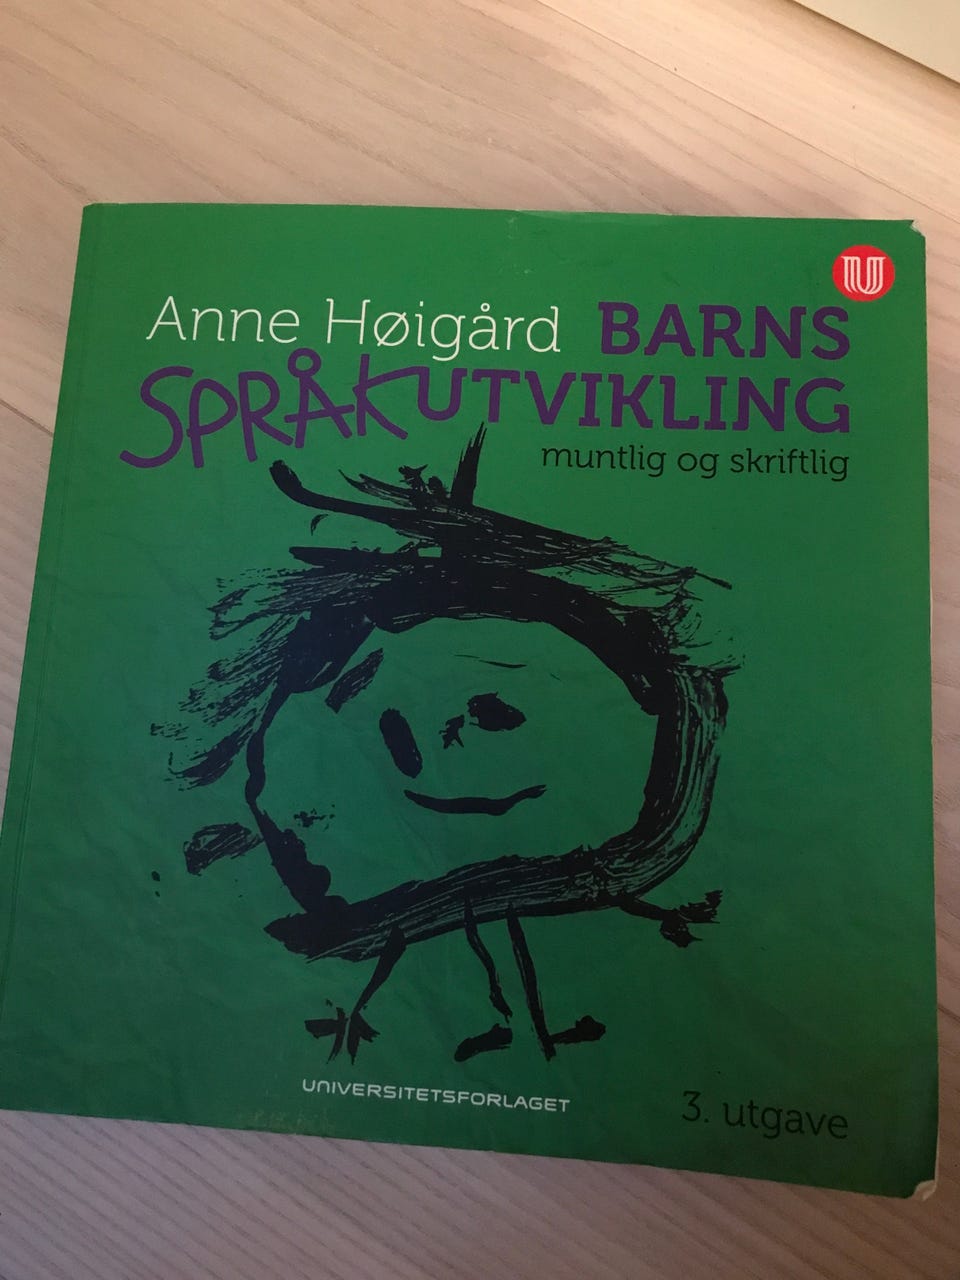 Anne Høigård BARNS
SPRÅKUTVIKLING
muntlig og skriftlig
UNIVERSITETSFORLAGET
3. utgave